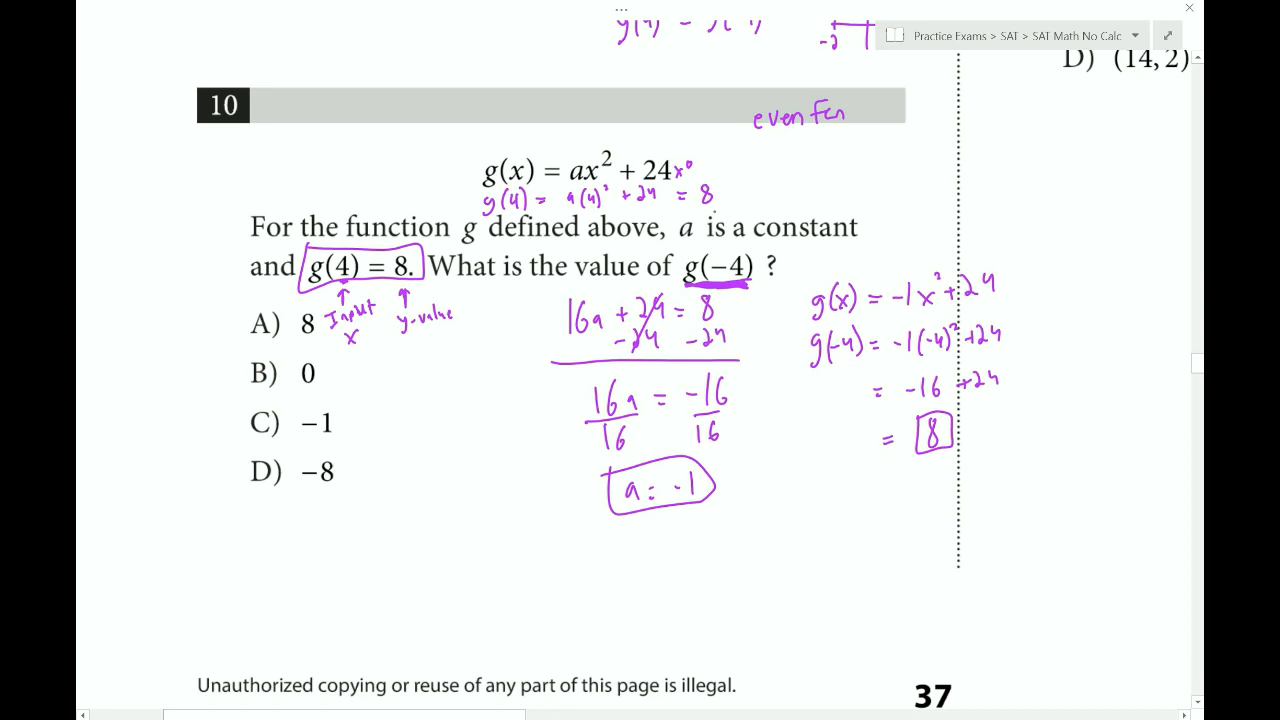 Practice Exams > SAT > SAT Math No Calc
D) (14, 2)
-2
10
even Fcn
g(x) = ax² + 24x⁰
g(4) = a(4)² + 24 = 8
For the function g defined above, a is a constant
and g(4) = 8. What is the value of g(−4) ?
Input
x
y-value
A) 8
B) 0
C) −1
D) −8
16a + 24 = 8
-24 -24
16a = -16
16 16
a = -1
g(x) = -1x² + 24
g(-4) = -1(-4)² + 24
= -16 + 24
= 8
Unauthorized copying or reuse of any part of this page is illegal.
37